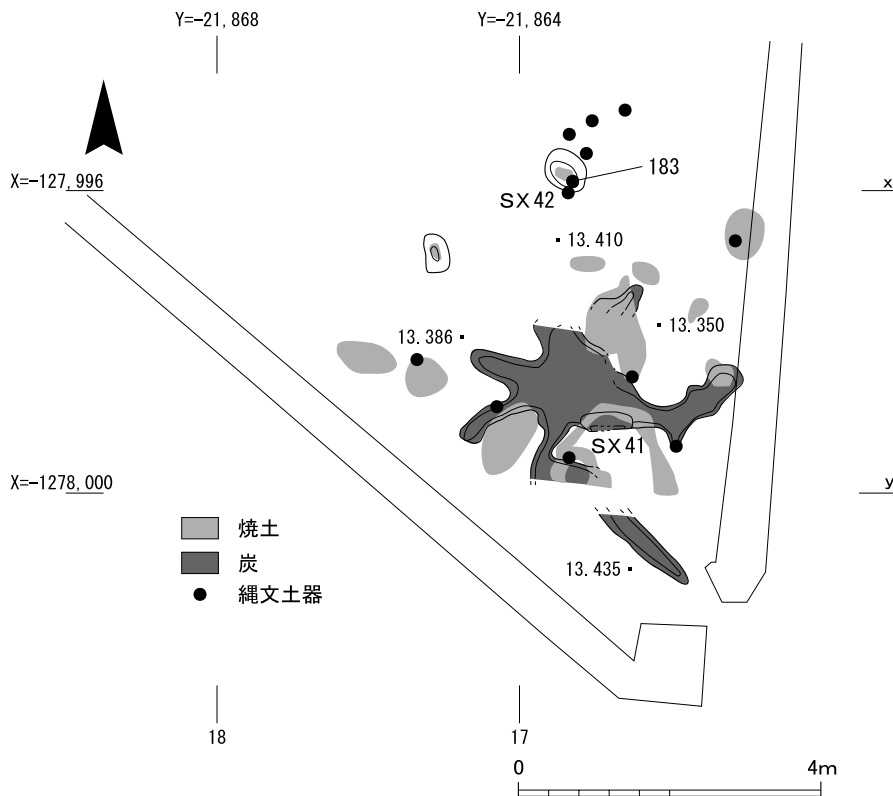 Y=-21,868 Y=-21,864
183
X=-127,996 x
SX42
13.410
13.386 13.350
SX41
X=-1278,000 y
焼土
炭
13.435
縄文土器
18 17
0 4m